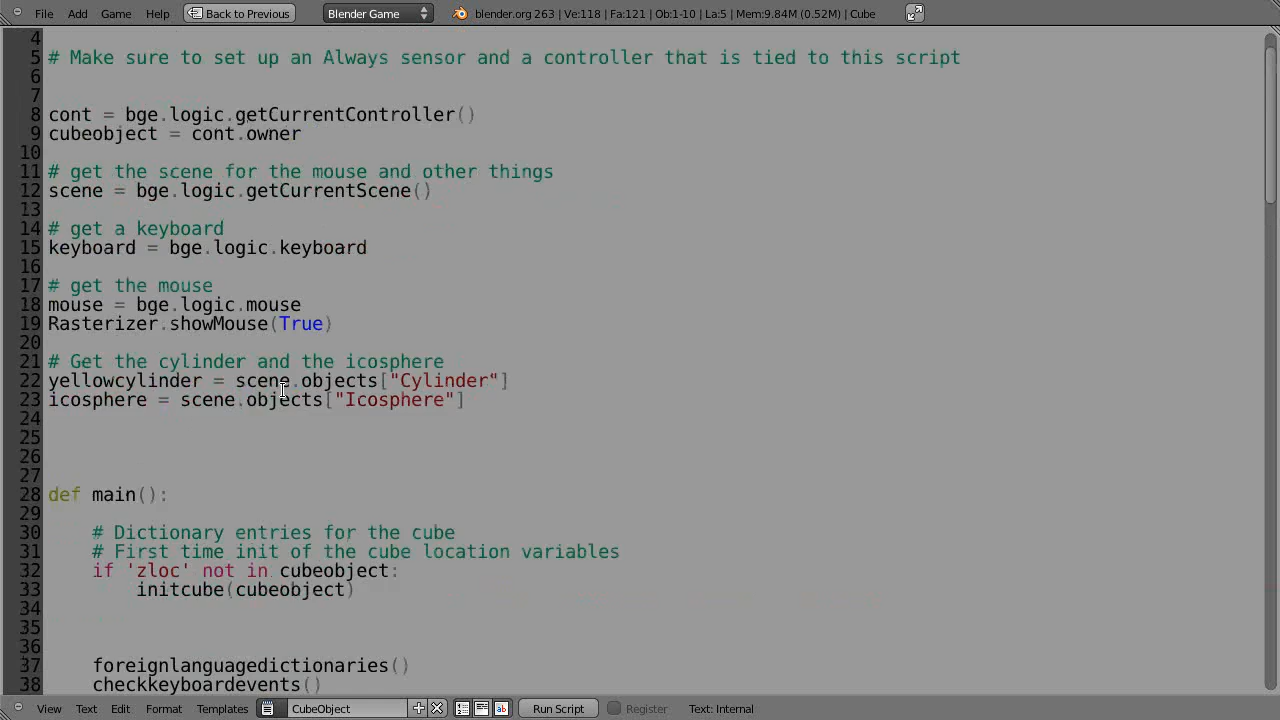 File Add Game Help Back to Previous Blender Game blender.org 263 | Ve:118 | Fa:121 | Ob:1-10 | La:5 | Mem:9.84M (0.52M) | Cube
4
5 # Make sure to set up an Always sensor and a controller that is tied to this script
6
7
8 cont = bge.logic.getCurrentController()
9 cubeobject = cont.owner
10
11 # get the scene for the mouse and other things
12 scene = bge.logic.getCurrentScene()
13
14 # get a keyboard
15 keyboard = bge.logic.keyboard
16
17 # get the mouse
18 mouse = bge.logic.mouse
19 Rasterizer.showMouse(True)
20
21 # Get the cylinder and the icosphere
22 yellowcylinder = scene.objects["Cylinder"]
23 icosphere = scene.objects["Icosphere"]
24
25
26
27
28 def main():
29
30 # Dictionary entries for the cube
31 # First time init of the cube location variables
32 if 'zloc' not in cubeobject:
33 initcube(cubeobject)
34
35
36
37 foreignlanguagedictionaries()
38 checkkeyboardevents()
View Text Edit Format Templates CubeObject Run Script Register Text: Internal